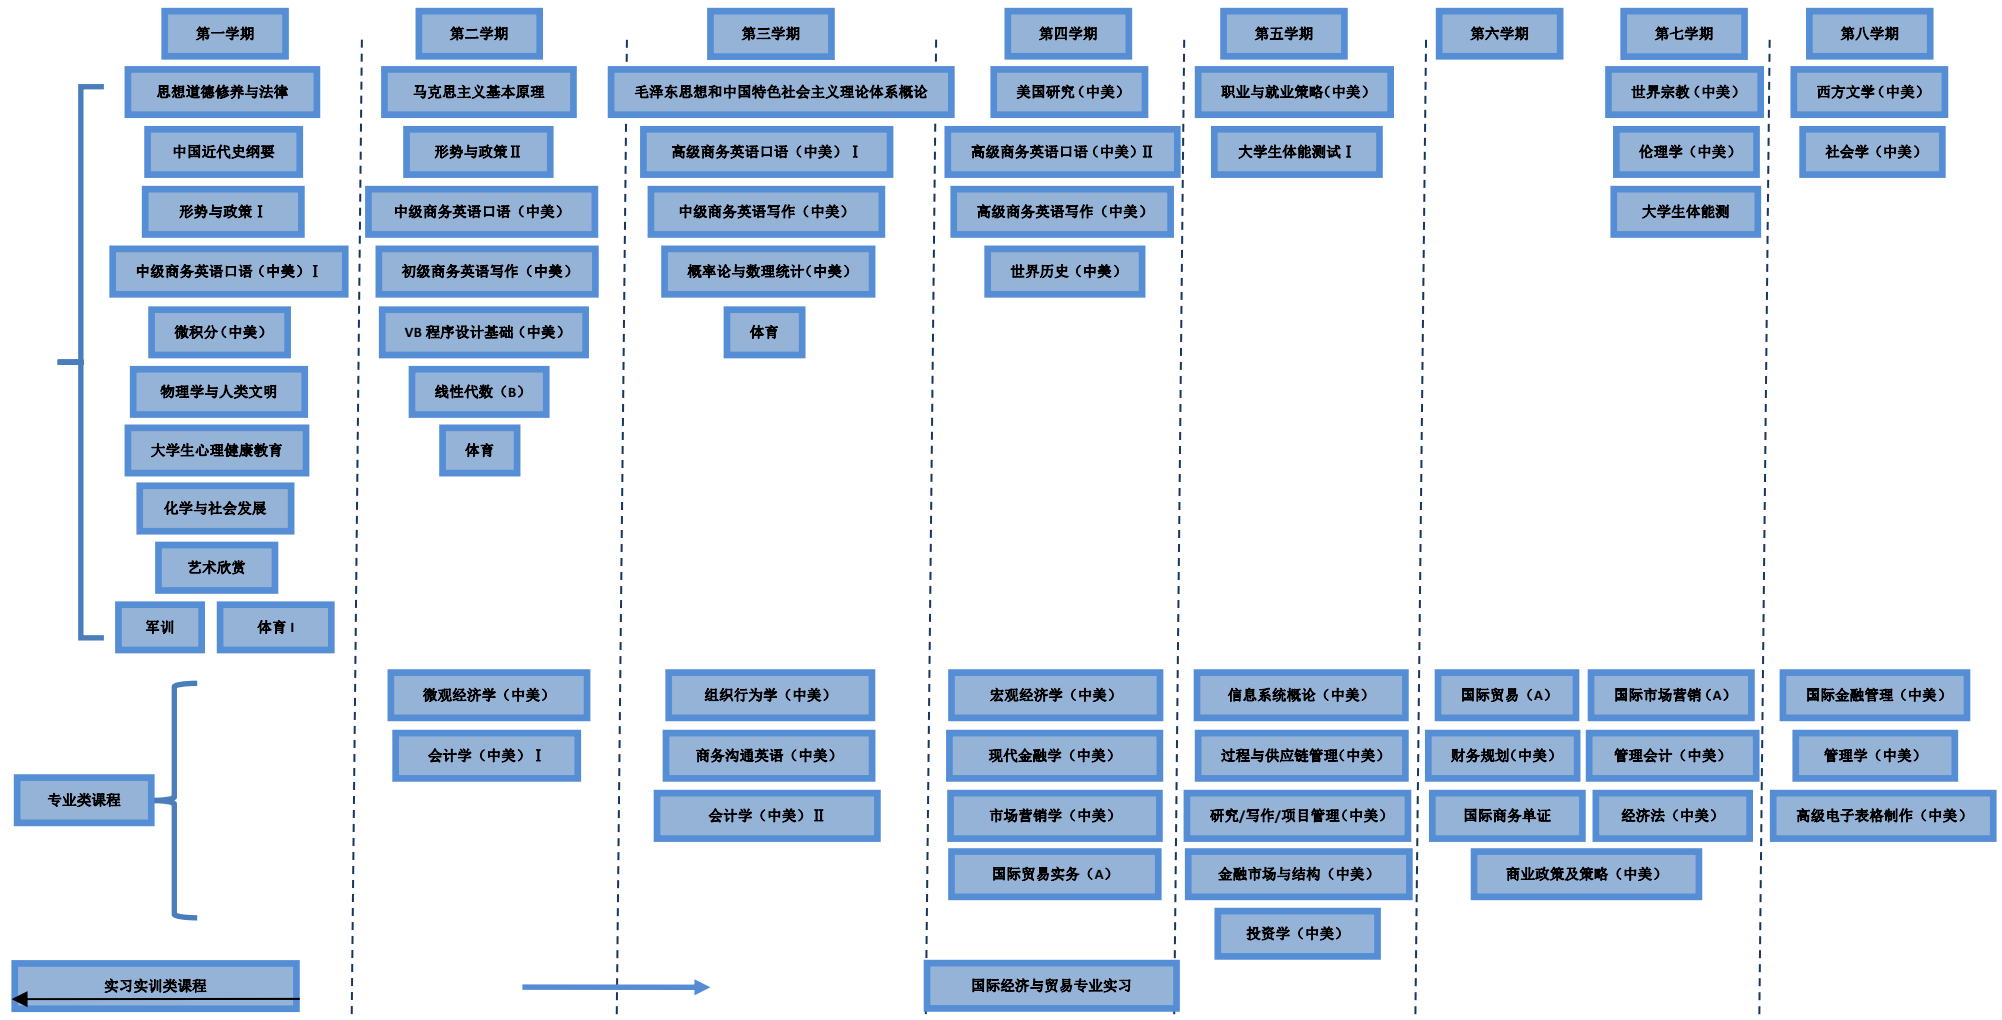 第一学期 第二学期 第三学期 第四学期 第五学期 第六学期 第七学期 第八学期
思想道德修养与法律 马克思主义基本原理 毛泽东思想和中国特色社会主义理论体系概论 美国研究（中美） 职业与就业策略（中美） 世界宗教（中美） 西方文学（中美）
中国近代史纲要 形势与政策Ⅱ 高级商务英语口语（中美）Ⅰ 高级商务英语口语（中美）Ⅱ 大学生体能测试Ⅰ 伦理学（中美） 社会学（中美）
形势与政策Ⅰ 中级商务英语口语（中美） 中级商务英语写作（中美） 高级商务英语写作（中美） 大学生体能测
中级商务英语口语（中美）Ⅰ 初级商务英语写作（中美） 概率论与数理统计（中美） 世界历史（中美）
微积分（中美） VB 程序设计基础（中美） 体育
物理学与人类文明 线性代数（B）
大学生心理健康教育 体育
化学与社会发展
艺术欣赏
军训 体育 I
微观经济学（中美） 组织行为学（中美） 宏观经济学（中美） 信息系统概论（中美） 国际贸易（A） 国际市场营销（A） 国际金融管理（中美）
会计学（中美）Ⅰ 商务沟通英语（中美） 现代金融学（中美） 过程与供应链管理（中美） 财务规划（中美） 管理会计（中美） 管理学（中美）
专业类课程 会计学（中美）Ⅱ 市场营销学（中美） 研究/写作/项目管理（中美） 国际商务单证 经济法（中美） 高级电子表格制作（中美）
国际贸易实务（A） 金融市场与结构（中美） 商业政策及策略（中美）
投资学（中美）
实习实训类课程 国际经济与贸易专业实习